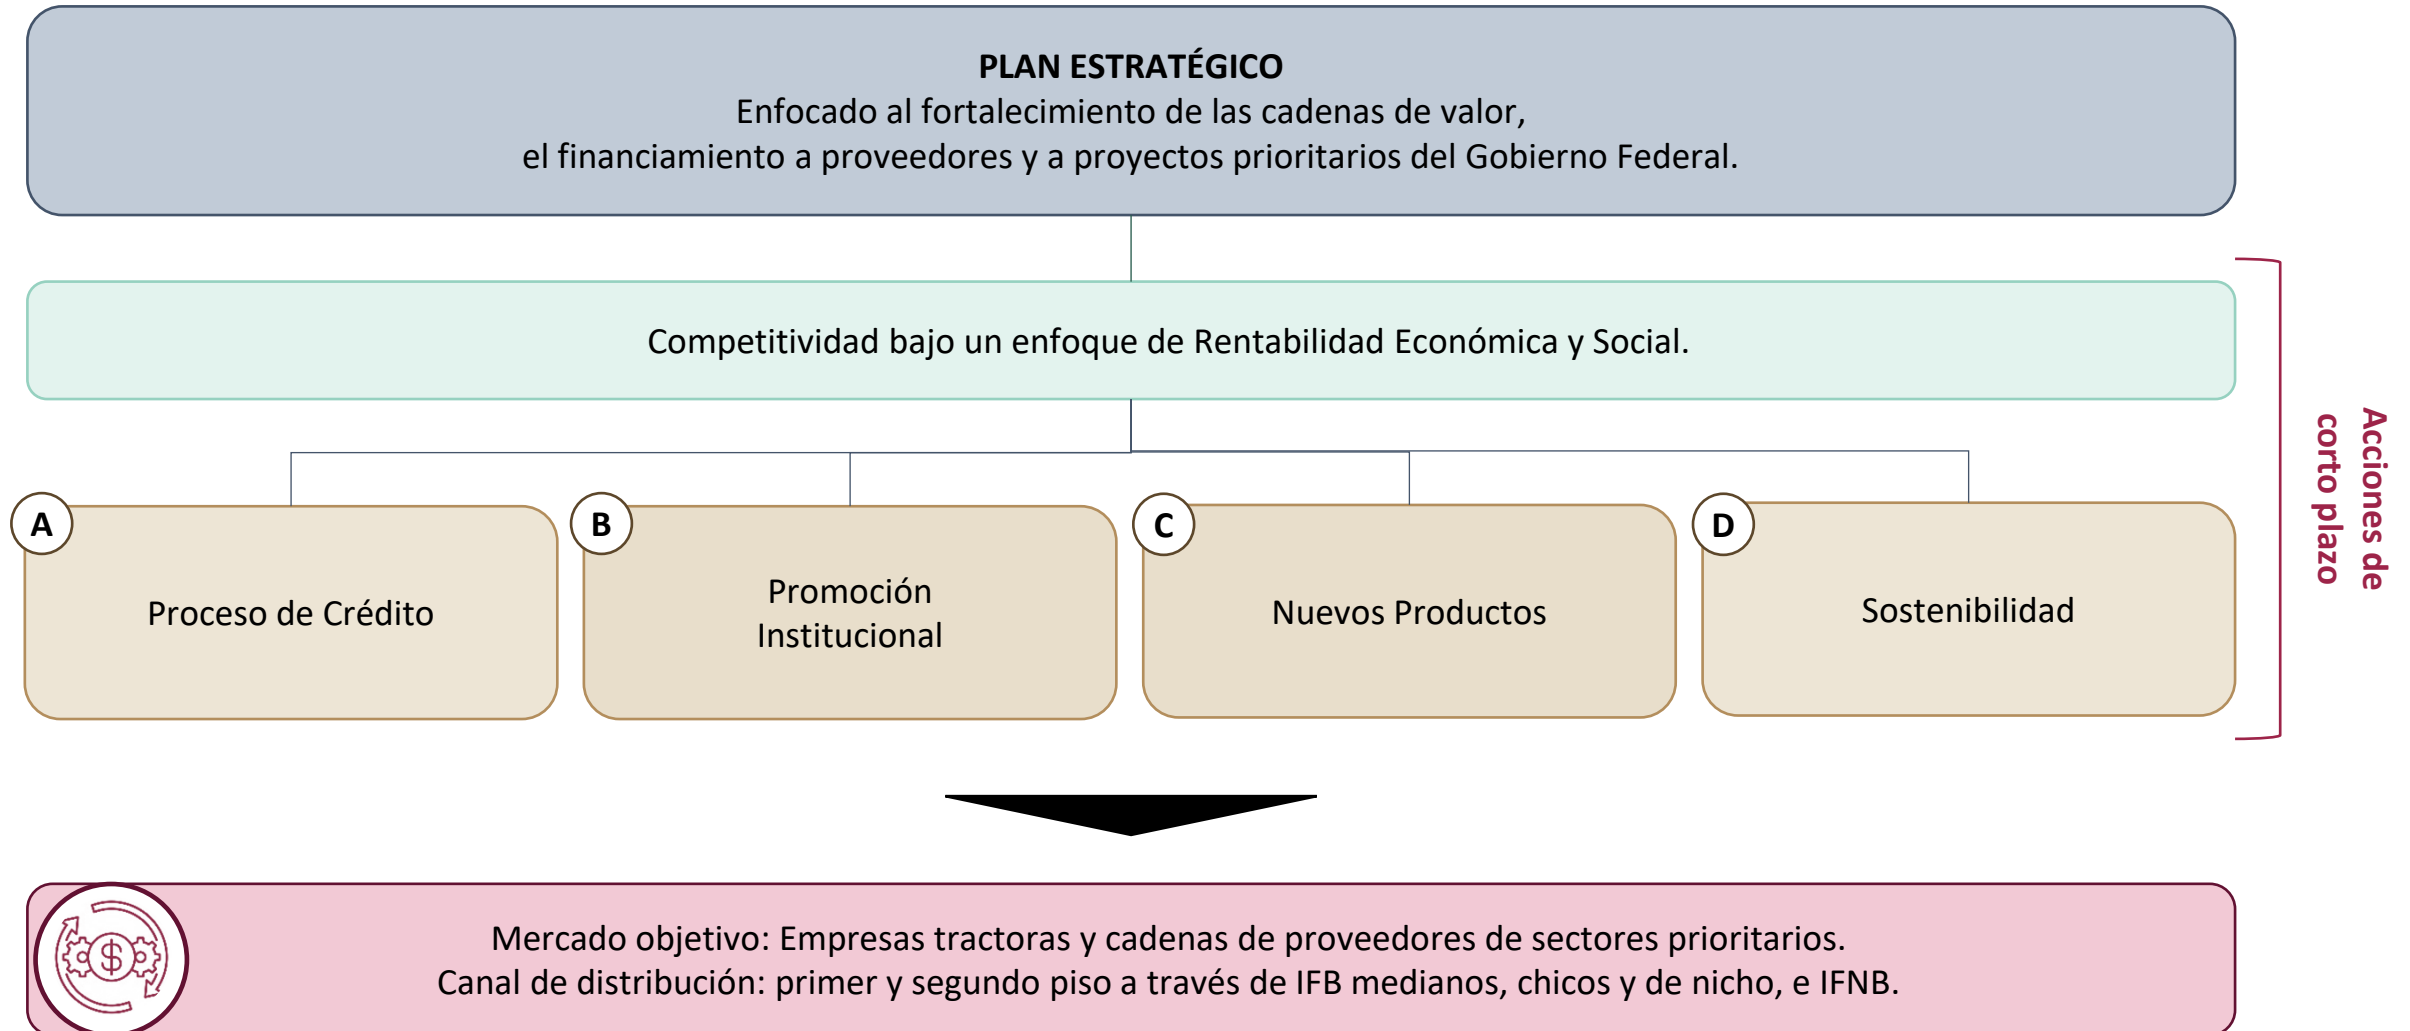 PLAN ESTRATÉGICO
Enfocado al fortalecimiento de las cadenas de valor,
el financiamiento a proveedores y a proyectos prioritarios del Gobierno Federal.
Competitividad bajo un enfoque de Rentabilidad Económica y Social.
Acciones de
corto plazo
A
Proceso de Crédito
B
Promoción
Institucional
C
Nuevos Productos
D
Sostenibilidad
$
Mercado objetivo: Empresas tractoras y cadenas de proveedores de sectores prioritarios.
Canal de distribución: primer y segundo piso a través de IFB medianos, chicos y de nicho, e IFNB.